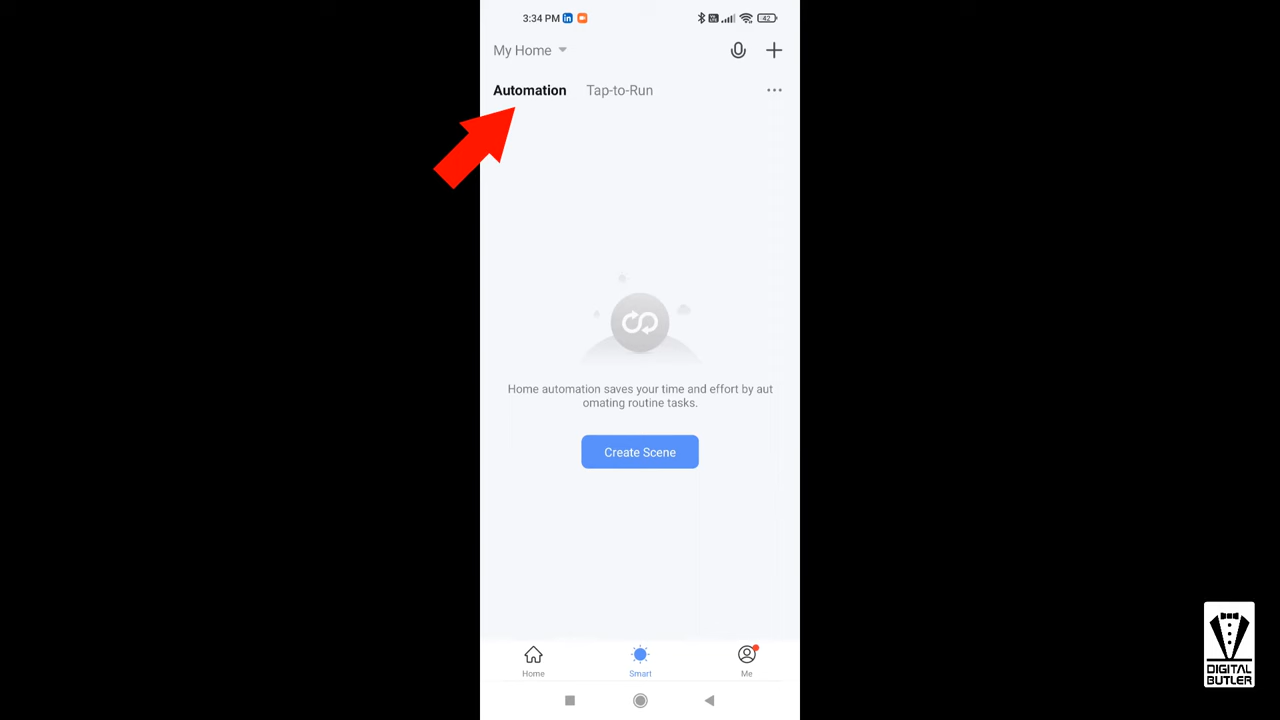 3:34 PM
42
My Home
Automation Tap-to-Run
Home automation saves your time and effort by aut
omating routine tasks.
Create Scene
Home Smart Me
DIGITAL
BUTLER